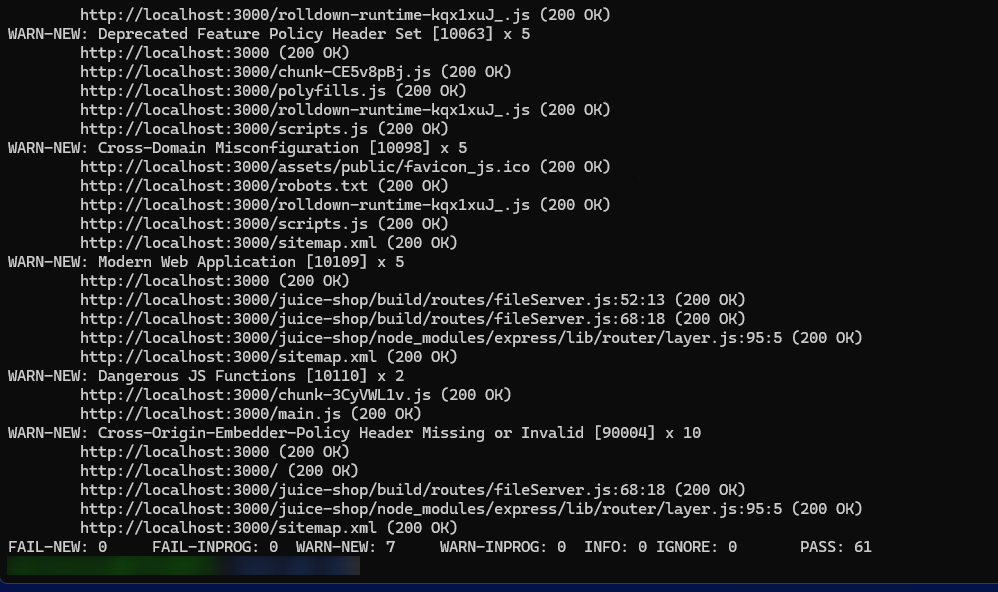 http://localhost:3000/rolldown-runtime-kqx1xuJ_.js (200 OK)
WARN-NEW: Deprecated Feature Policy Header Set [10063] x 5
http://localhost:3000 (200 OK)
http://localhost:3000/chunk-CE5v8pBj.js (200 OK)
http://localhost:3000/polyfills.js (200 OK)
http://localhost:3000/rolldown-runtime-kqx1xuJ_.js (200 OK)
http://localhost:3000/scripts.js (200 OK)
WARN-NEW: Cross-Domain Misconfiguration [10098] x 5
http://localhost:3000/assets/public/favicon_js.ico (200 OK)
http://localhost:3000/robots.txt (200 OK)
http://localhost:3000/rolldown-runtime-kqx1xuJ_.js (200 OK)
http://localhost:3000/scripts.js (200 OK)
http://localhost:3000/sitemap.xml (200 OK)
WARN-NEW: Modern Web Application [10109] x 5
http://localhost:3000 (200 OK)
http://localhost:3000/juice-shop/build/routes/fileServer.js:52:13 (200 OK)
http://localhost:3000/juice-shop/build/routes/fileServer.js:68:18 (200 OK)
http://localhost:3000/juice-shop/node_modules/express/lib/router/layer.js:95:5 (200 OK)
http://localhost:3000/sitemap.xml (200 OK)
WARN-NEW: Dangerous JS Functions [10110] x 2
http://localhost:3000/chunk-3CyVWL1v.js (200 OK)
http://localhost:3000/main.js (200 OK)
WARN-NEW: Cross-Origin-Embedder-Policy Header Missing or Invalid [90004] x 10
http://localhost:3000 (200 OK)
http://localhost:3000/ (200 OK)
http://localhost:3000/juice-shop/build/routes/fileServer.js:68:18 (200 OK)
http://localhost:3000/juice-shop/node_modules/express/lib/router/layer.js:95:5 (200 OK)
http://localhost:3000/sitemap.xml (200 OK)
FAIL-NEW: 0     FAIL-INPROG: 0  WARN-NEW: 7     WARN-INPROG: 0  INFO: 0 IGNORE: 0       PASS: 61